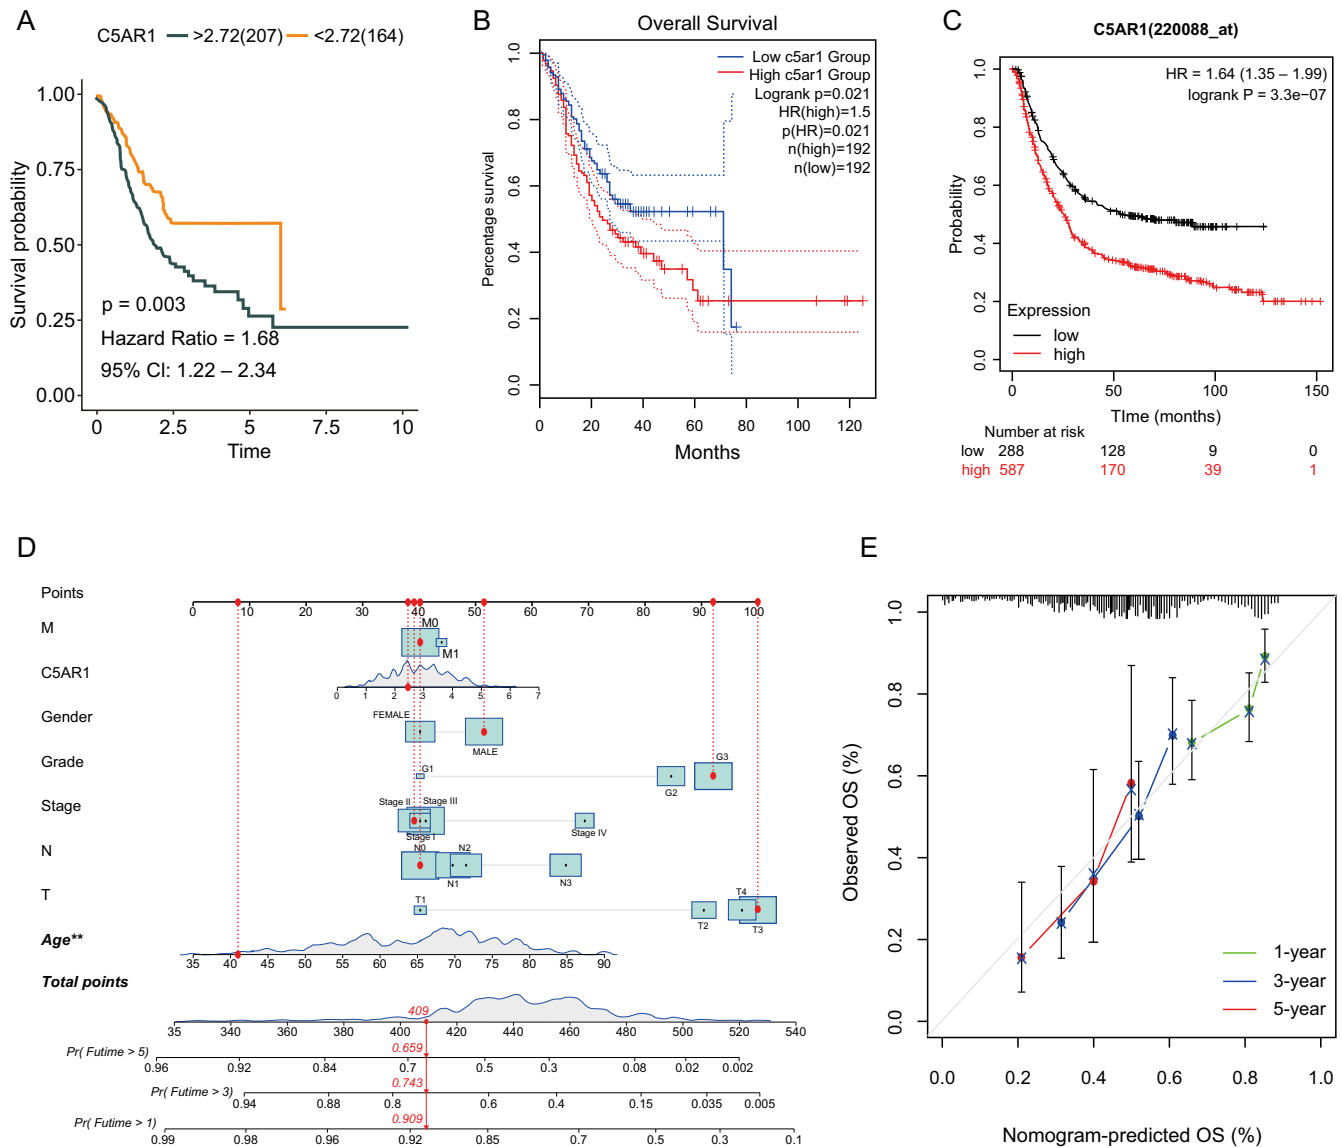 A
C5AR1 >2.72(207) <2.72(164)
1.00
0.75
0.50
0.25
0.00
Survival probability
p = 0.003
Hazard Ratio = 1.68
95% CI: 1.22 – 2.34
0 2.5 5 7.5 10
Time
B
Overall Survival
Low c5ar1 Group
High c5ar1 Group
Logrank p=0.021
HR(high)=1.5
p(HR)=0.021
n(high)=192
n(low)=192
1.0
0.8
0.6
0.4
0.2
0.0
Percentage survival
0 20 40 60 80 100 120
Months
C
C5AR1(220088_at)
HR = 1.64 (1.35 – 1.99)
logrank P = 3.3e−07
1.0
0.8
0.6
0.4
0.2
0.0
Probability
Expression
low
high
0 50 100 150
TIme (months)
Number at risk
low 288 128 9 0
high 587 170 39 1
D
Points
0 10 20 30 40 50 60 70 80 90 100
M
M0
M1
C5AR1
0 1 2 3 4 5 6 7
Gender
FEMALE
MALE
Grade
G1
G2
G3
Stage
Stage II Stage III
Stage I
Stage IV
N
N0 N2
N1 N3
T
T1 T4
T2 T3
Age**
35 40 45 50 55 60 65 70 75 80 85 90
Total points
409
35 340 360 380 400 420 440 460 480 500 520 540
Pr( Futime > 5)
0.659
0.96 0.92 0.84 0.7 0.5 0.3 0.08 0.02 0.002
Pr( Futime > 3)
0.743
0.94 0.88 0.8 0.6 0.4 0.15 0.035 0.005
Pr( Futime > 1)
0.909
0.99 0.98 0.96 0.92 0.85 0.7 0.5 0.3 0.1
E
1.0
0.8
0.6
0.4
0.2
0.0
Observed OS (%)
1-year
3-year
5-year
0.0 0.2 0.4 0.6 0.8 1.0
Nomogram-predicted OS (%)